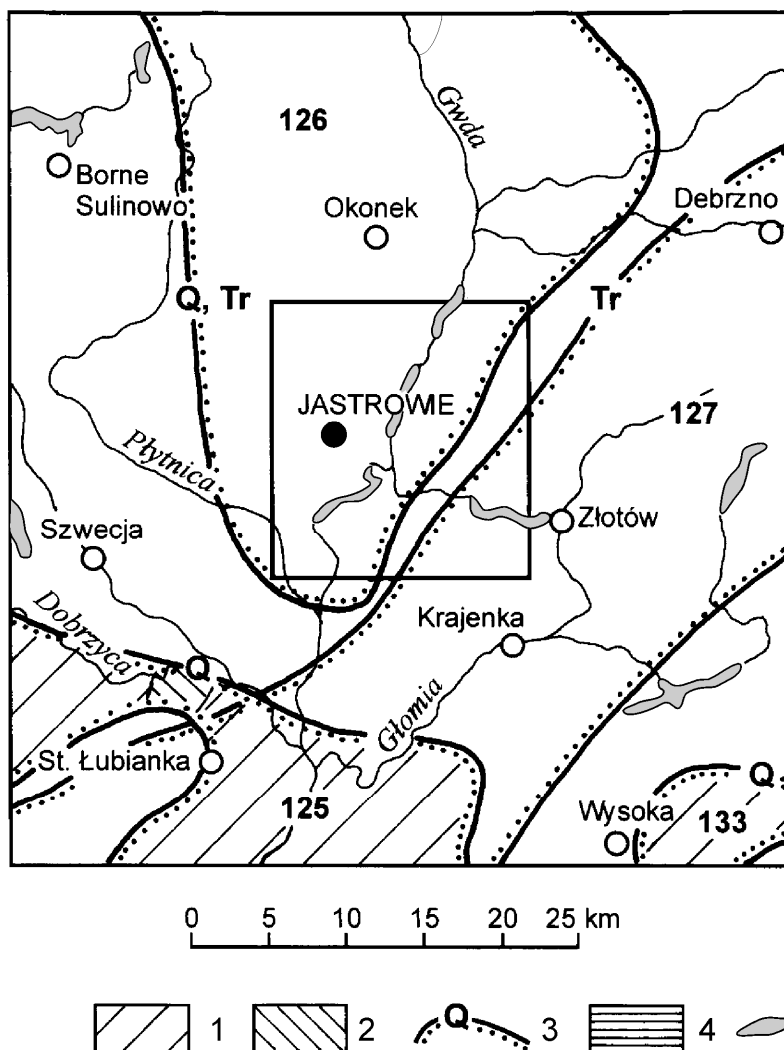 126
Gwda
Borne
Sulinowo
Okonek
Debrzno
Q, Tr
Tr
JASTROWIE
127
Płytnica
Szwecja
Złotów
Dobrzyca
Krajenka
Q
Głomia
St. Łubianka
125
Q
Wysoka
133
0 5 10 15 20 25 km
1 2 Q 3 4